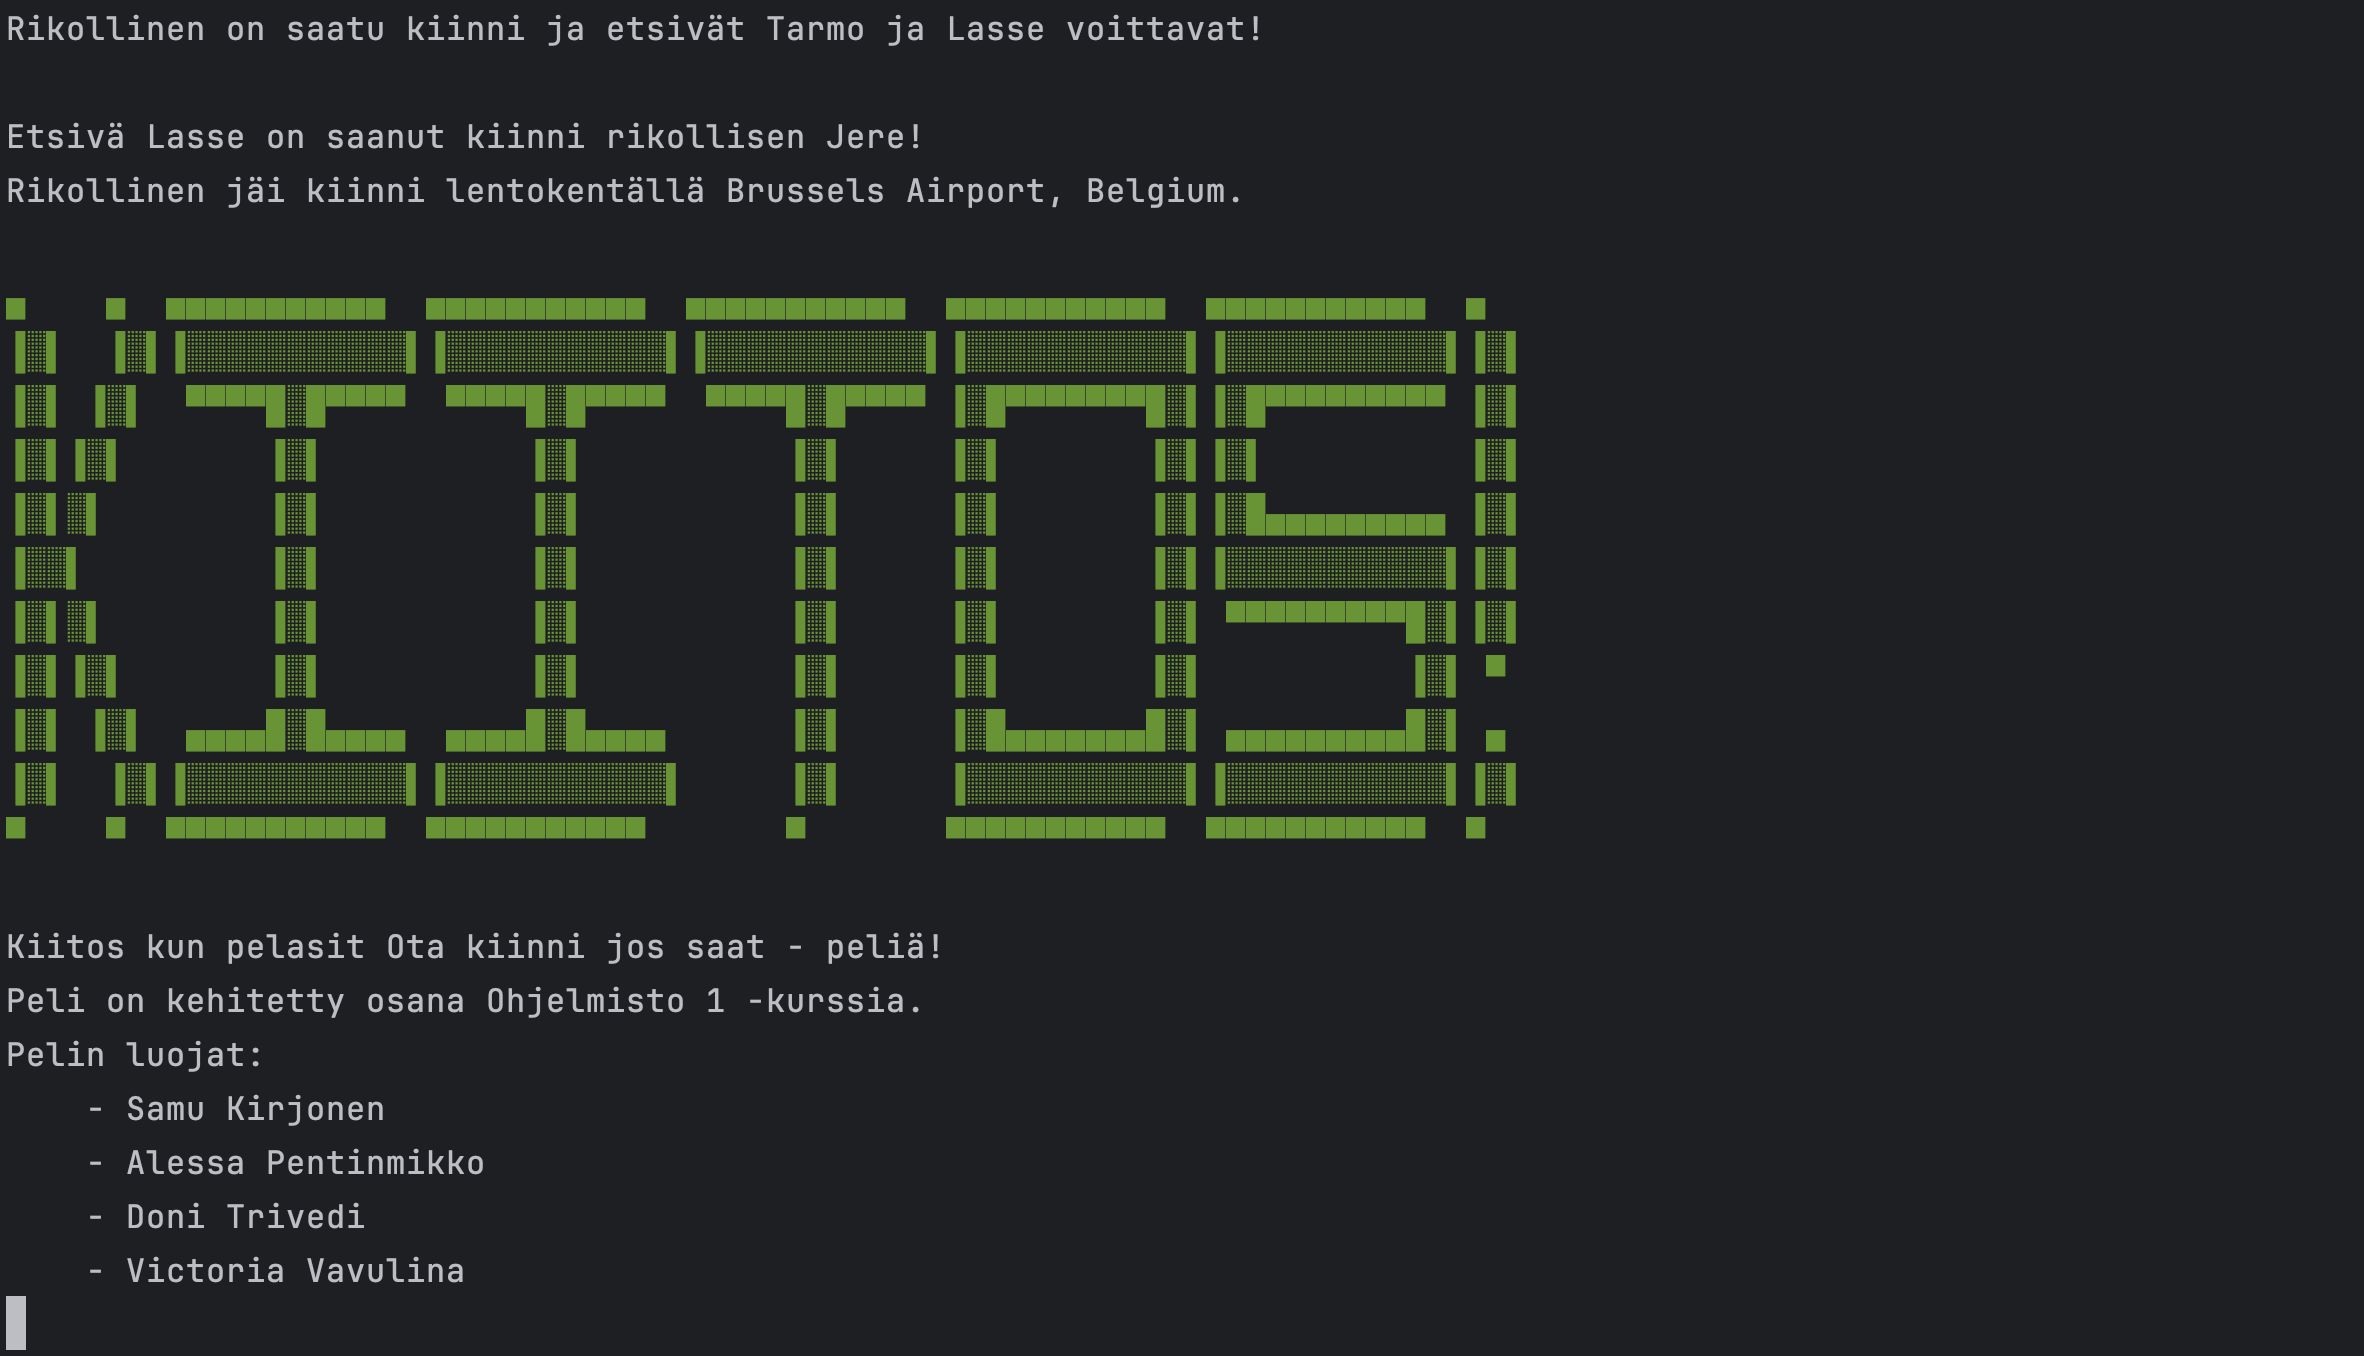 Rikollinen on saatu kiinni ja etsivät Tarmo ja Lasse voittavat!
Etsivä Lasse on saanut kiinni rikollisen Jere!
Rikollinen jäi kiinni lentokentällä Brussels Airport, Belgium.
KIITOS!
Kiitos kun pelasit Ota kiinni jos saat - peliä!
Peli on kehitetty osana Ohjelmisto 1 -kurssia.
Pelin luojat:
- Samu Kirjonen
- Alessa Pentinmikko
- Doni Trivedi
- Victoria Vavulina